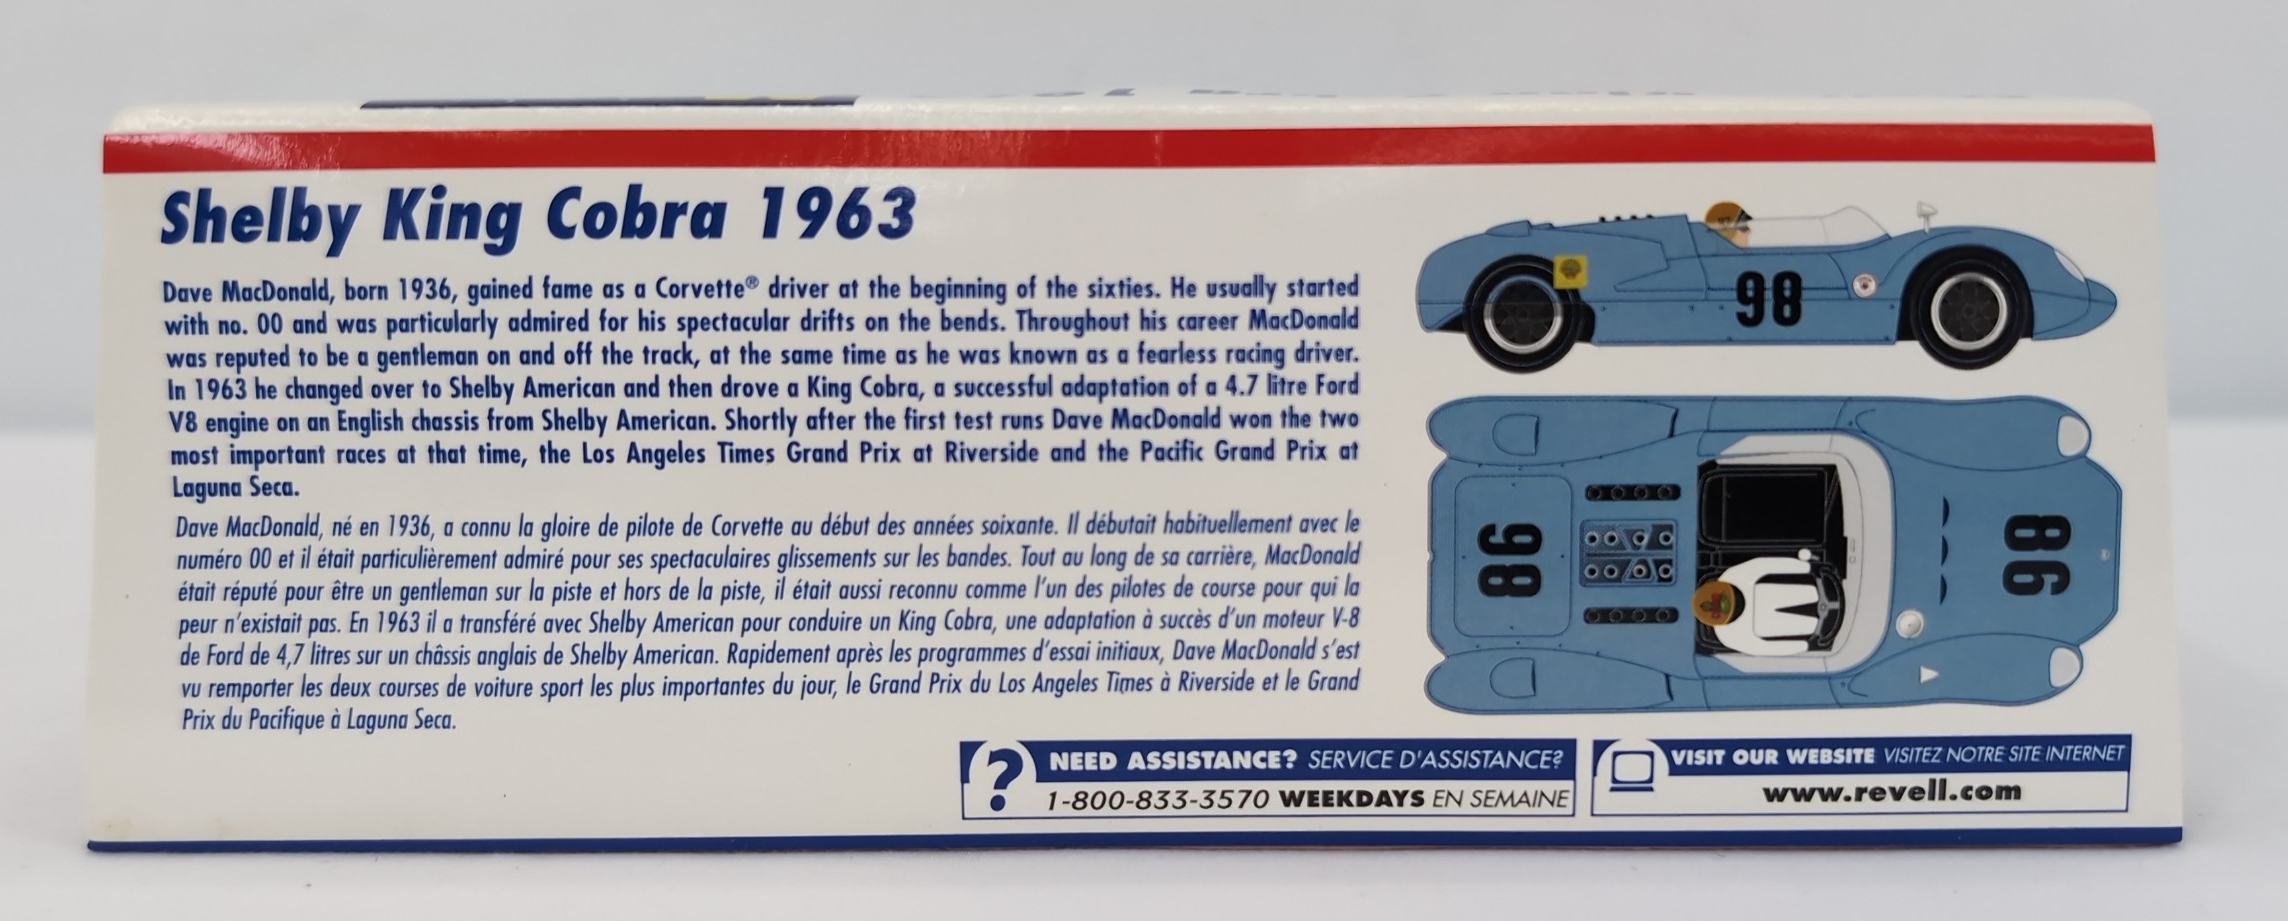 Shelby King Cobra 1963
Dave MacDonald, born 1936, gained fame as a Corvette® driver at the beginning of the sixties. He usually started
with no. 00 and was particularly admired for his spectacular drifts on the bends. Throughout his career MacDonald
was reputed to be a gentleman on and off the track, at the same time as he was known as a fearless racing driver.
In 1963 he changed over to Shelby American and then drove a King Cobra, a successful adaptation of a 4.7 litre Ford
V8 engine on an English chassis from Shelby American. Shortly after the first test runs Dave MacDonald won the two
most important races at that time, the Los Angeles Times Grand Prix at Riverside and the Pacific Grand Prix at
Laguna Seca.
Dave MacDonald, né en 1936, a connu la gloire de pilote de Corvette au début des années soixante. Il débutait habituellement avec le
numéro 00 et il était particulièrement admiré pour ses spectaculaires glissements sur les bandes. Tout au long de sa carrière, MacDonald
était réputé pour être un gentleman sur la piste et hors de la piste, il était aussi reconnu comme l'un des pilotes de course pour qui la
peur n'existait pas. En 1963 il a transféré avec Shelby American pour conduire un King Cobra, une adaptation à succès d'un moteur V-8
de Ford de 4,7 litres sur un châssis anglais de Shelby American. Rapidement après les programmes d'essai initiaux, Dave MacDonald s'est
vu remporter les deux courses de voiture sport les plus importantes du jour, le Grand Prix du Los Angeles Times à Riverside et le Grand
Prix du Pacifique à Laguna Seca.
98
98
98
? NEED ASSISTANCE? SERVICE D'ASSISTANCE?
1-800-833-3570 WEEKDAYS EN SEMAINE
VISIT OUR WEBSITE VISITEZ NOTRE SITE INTERNET
www.revell.com